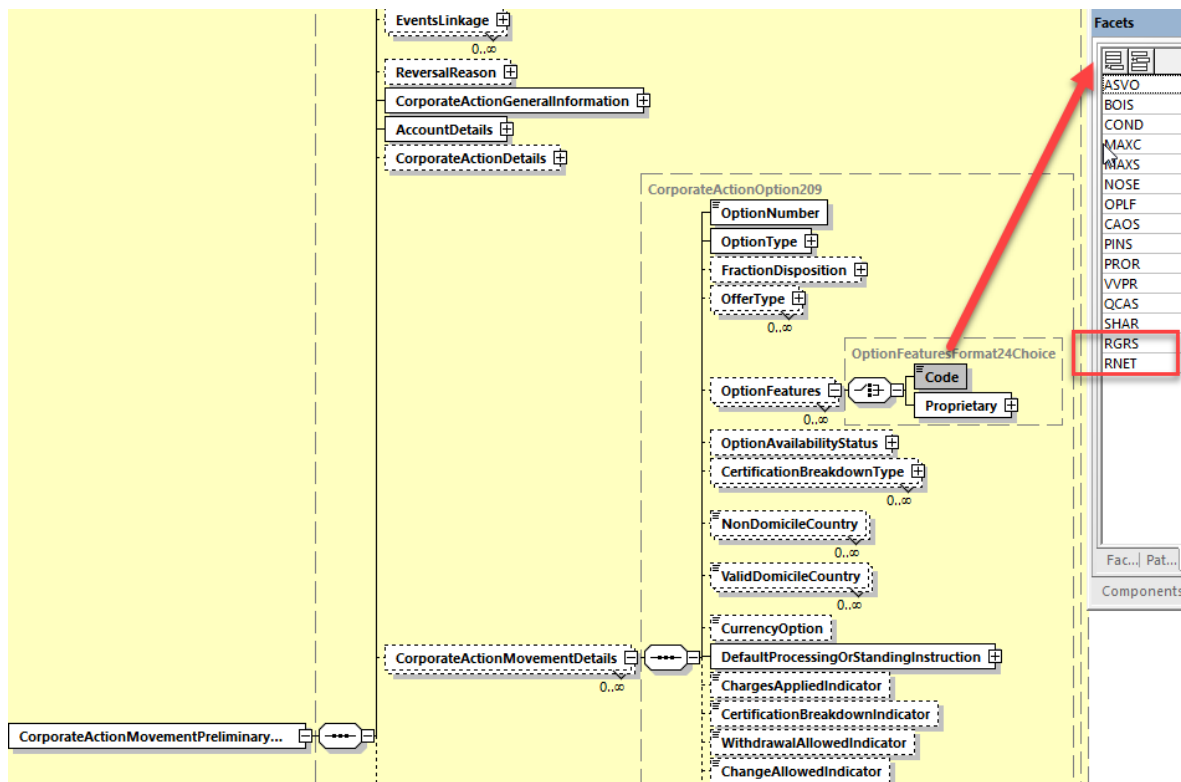 EventsLinkage
0..∞
ReversalReason
CorporateActionGeneralInformation
AccountDetails
CorporateActionDetails
CorporateActionOption209
OptionNumber
OptionType
FractionDisposition
OfferType
0..∞
OptionFeaturesFormat24Choice
OptionFeatures
0..∞
Code
Proprietary
OptionAvailabilityStatus
CertificationBreakdownType
0..∞
NonDomicileCountry
0..∞
ValidDomicileCountry
0..∞
CurrencyOption
CorporateActionMovementDetails
0..∞
DefaultProcessingOrStandingInstruction
ChargesAppliedIndicator
CertificationBreakdownIndicator
WithdrawalAllowedIndicator
ChangeAllowedIndicator
CorporateActionMovementPreliminary...
Facets
ASVO
BOIS
COND
MAXC
MAXS
NOSE
OPLF
CAOS
PINS
PROR
VVPR
QCAS
SHAR
RGRS
RNET
Fac... Pat...
Components